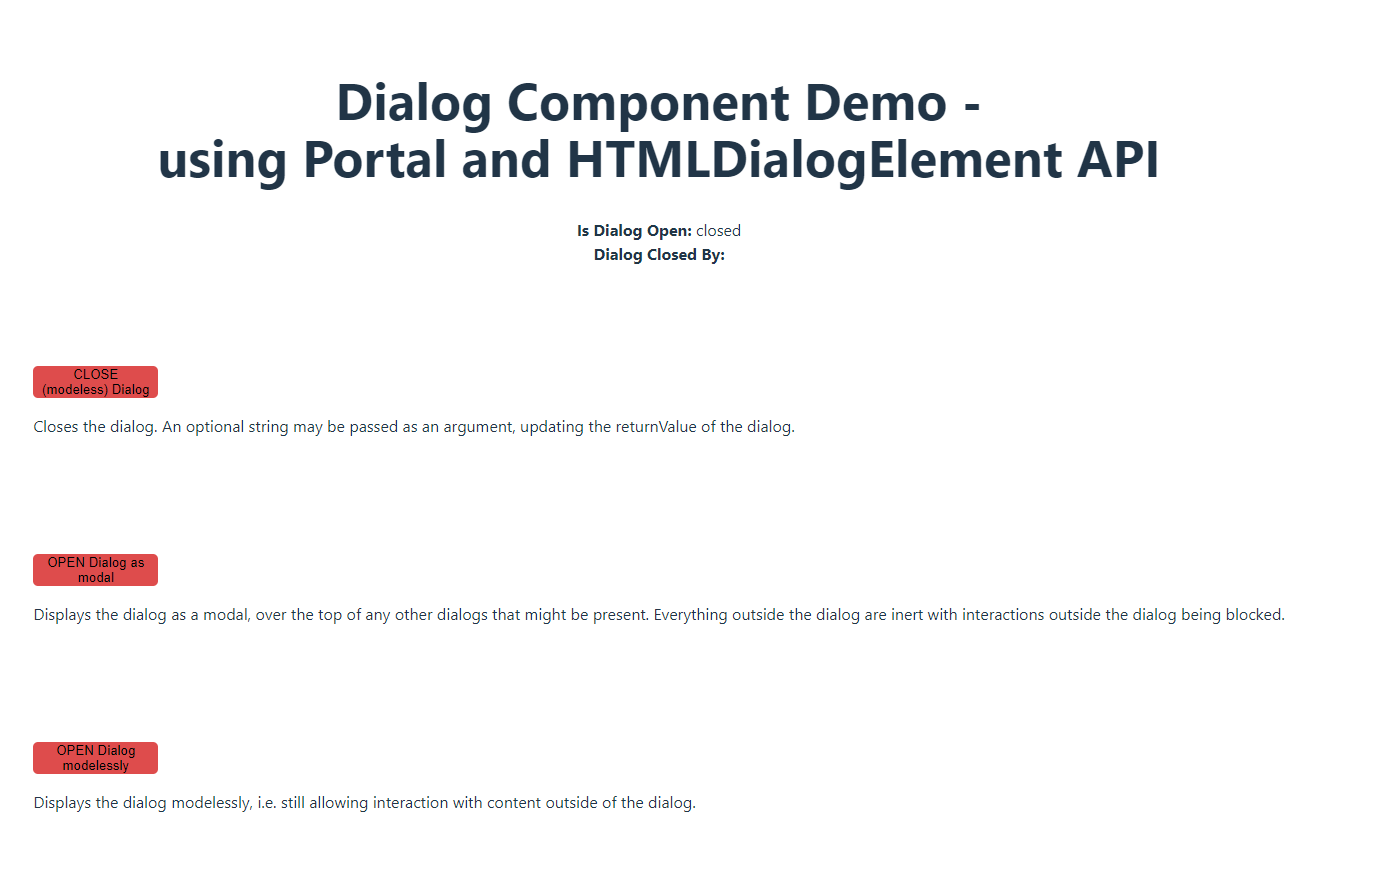 Dialog Component Demo -
using Portal and HTMLDialogElement API
Is Dialog Open: closed
Dialog Closed By:
CLOSE
(modeless) Dialog
Closes the dialog. An optional string may be passed as an argument, updating the returnValue of the dialog.
OPEN Dialog as
modal
Displays the dialog as a modal, over the top of any other dialogs that might be present. Everything outside the dialog are inert with interactions outside the dialog being blocked.
OPEN Dialog
modelessly
Displays the dialog modelessly, i.e. still allowing interaction with content outside of the dialog.